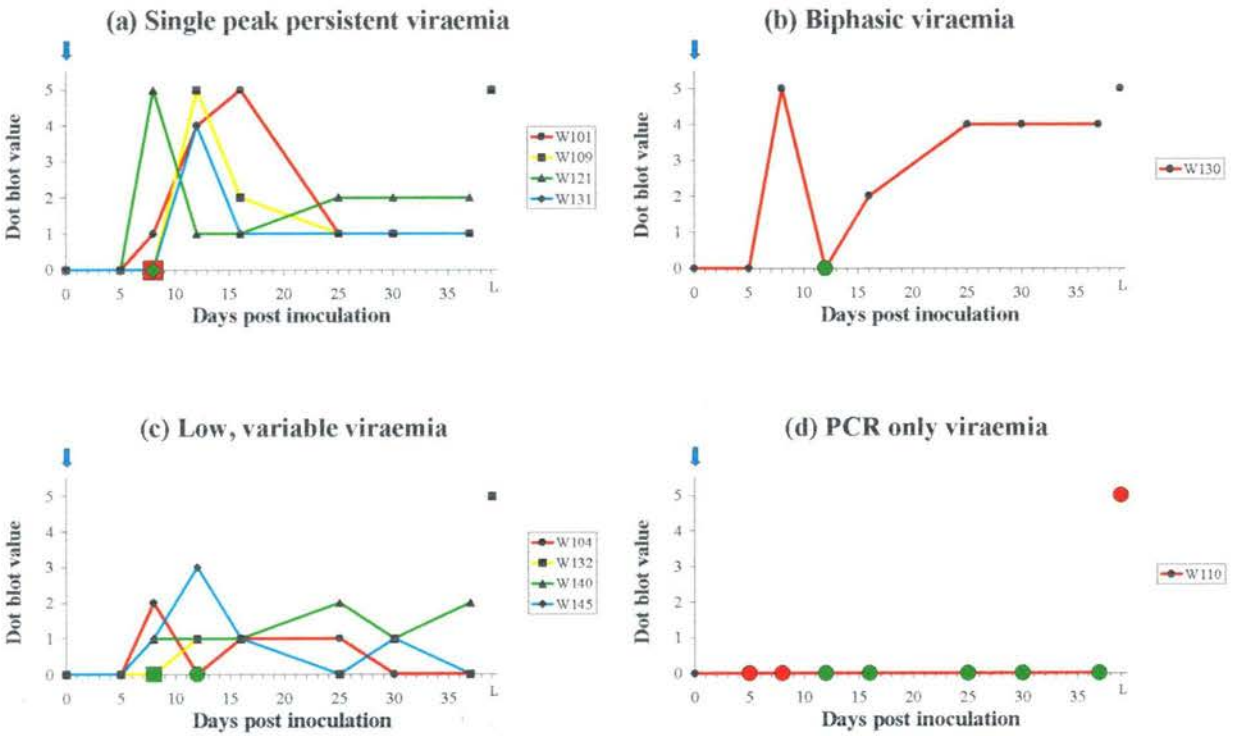 (a) Single peak persistent viraemia
Dot blot value
5
4
3
2
1
0
0 5 10 15 20 25 30 35 L
Days post inoculation
W101
W109
W121
W131
(b) Biphasic viraemia
Dot blot value
5
4
3
2
1
0
0 5 10 15 20 25 30 35 L
Days post inoculation
W130
(c) Low, variable viraemia
Dot blot value
5
4
3
2
1
0
0 5 10 15 20 25 30 35 L
Days post inoculation
W104
W132
W140
W145
(d) PCR only viraemia
Dot blot value
5
4
3
2
1
0
0 5 10 15 20 25 30 35 L
Days post inoculation
W110